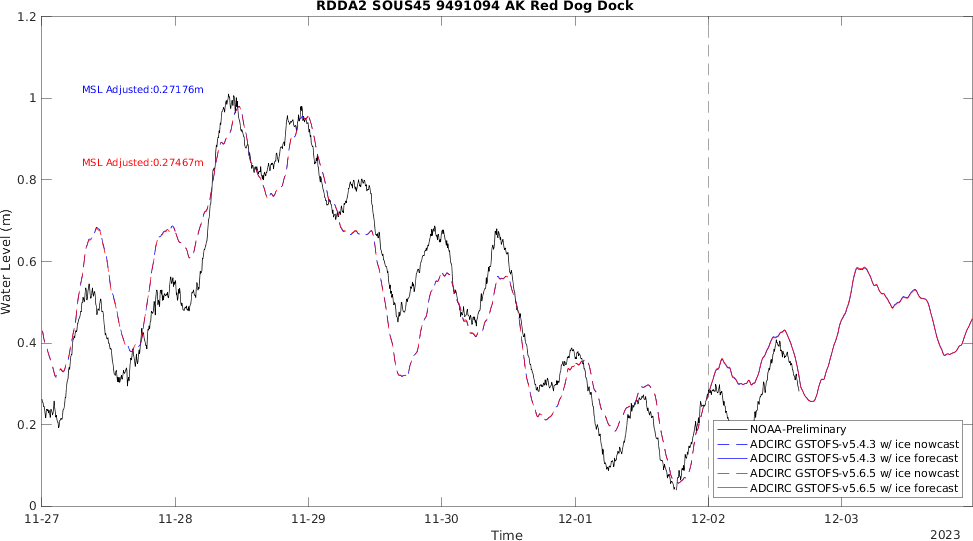 RDDA2 SOUS45 9491094 AK Red Dog Dock
1.2
1
0.8
0.6
0.4
0.2
0
Water Level (m)
MSL Adjusted:0.27176m
MSL Adjusted:0.27467m
NOAA-Preliminary
ADCIRC GSTOFS-v5.4.3 w/ ice nowcast
ADCIRC GSTOFS-v5.4.3 w/ ice forecast
ADCIRC GSTOFS-v5.6.5 w/ ice nowcast
ADCIRC GSTOFS-v5.6.5 w/ ice forecast
11-27 11-28 11-29 11-30 12-01 12-02 12-03
Time
2023